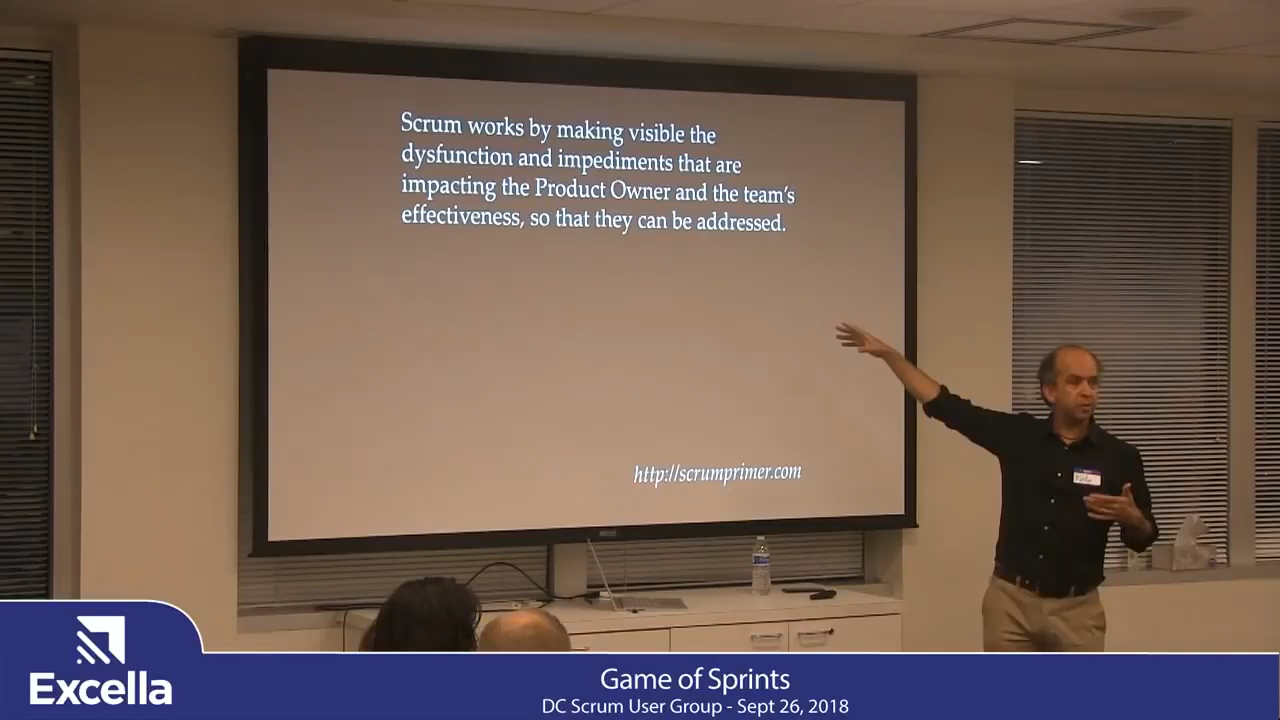 Scrum works by making visible the
dysfunction and impediments that are
impacting the Product Owner and the team's
effectiveness, so that they can be addressed.
http://scrumprimer.com
Excella
Game of Sprints
DC Scrum User Group - Sept 26, 2018